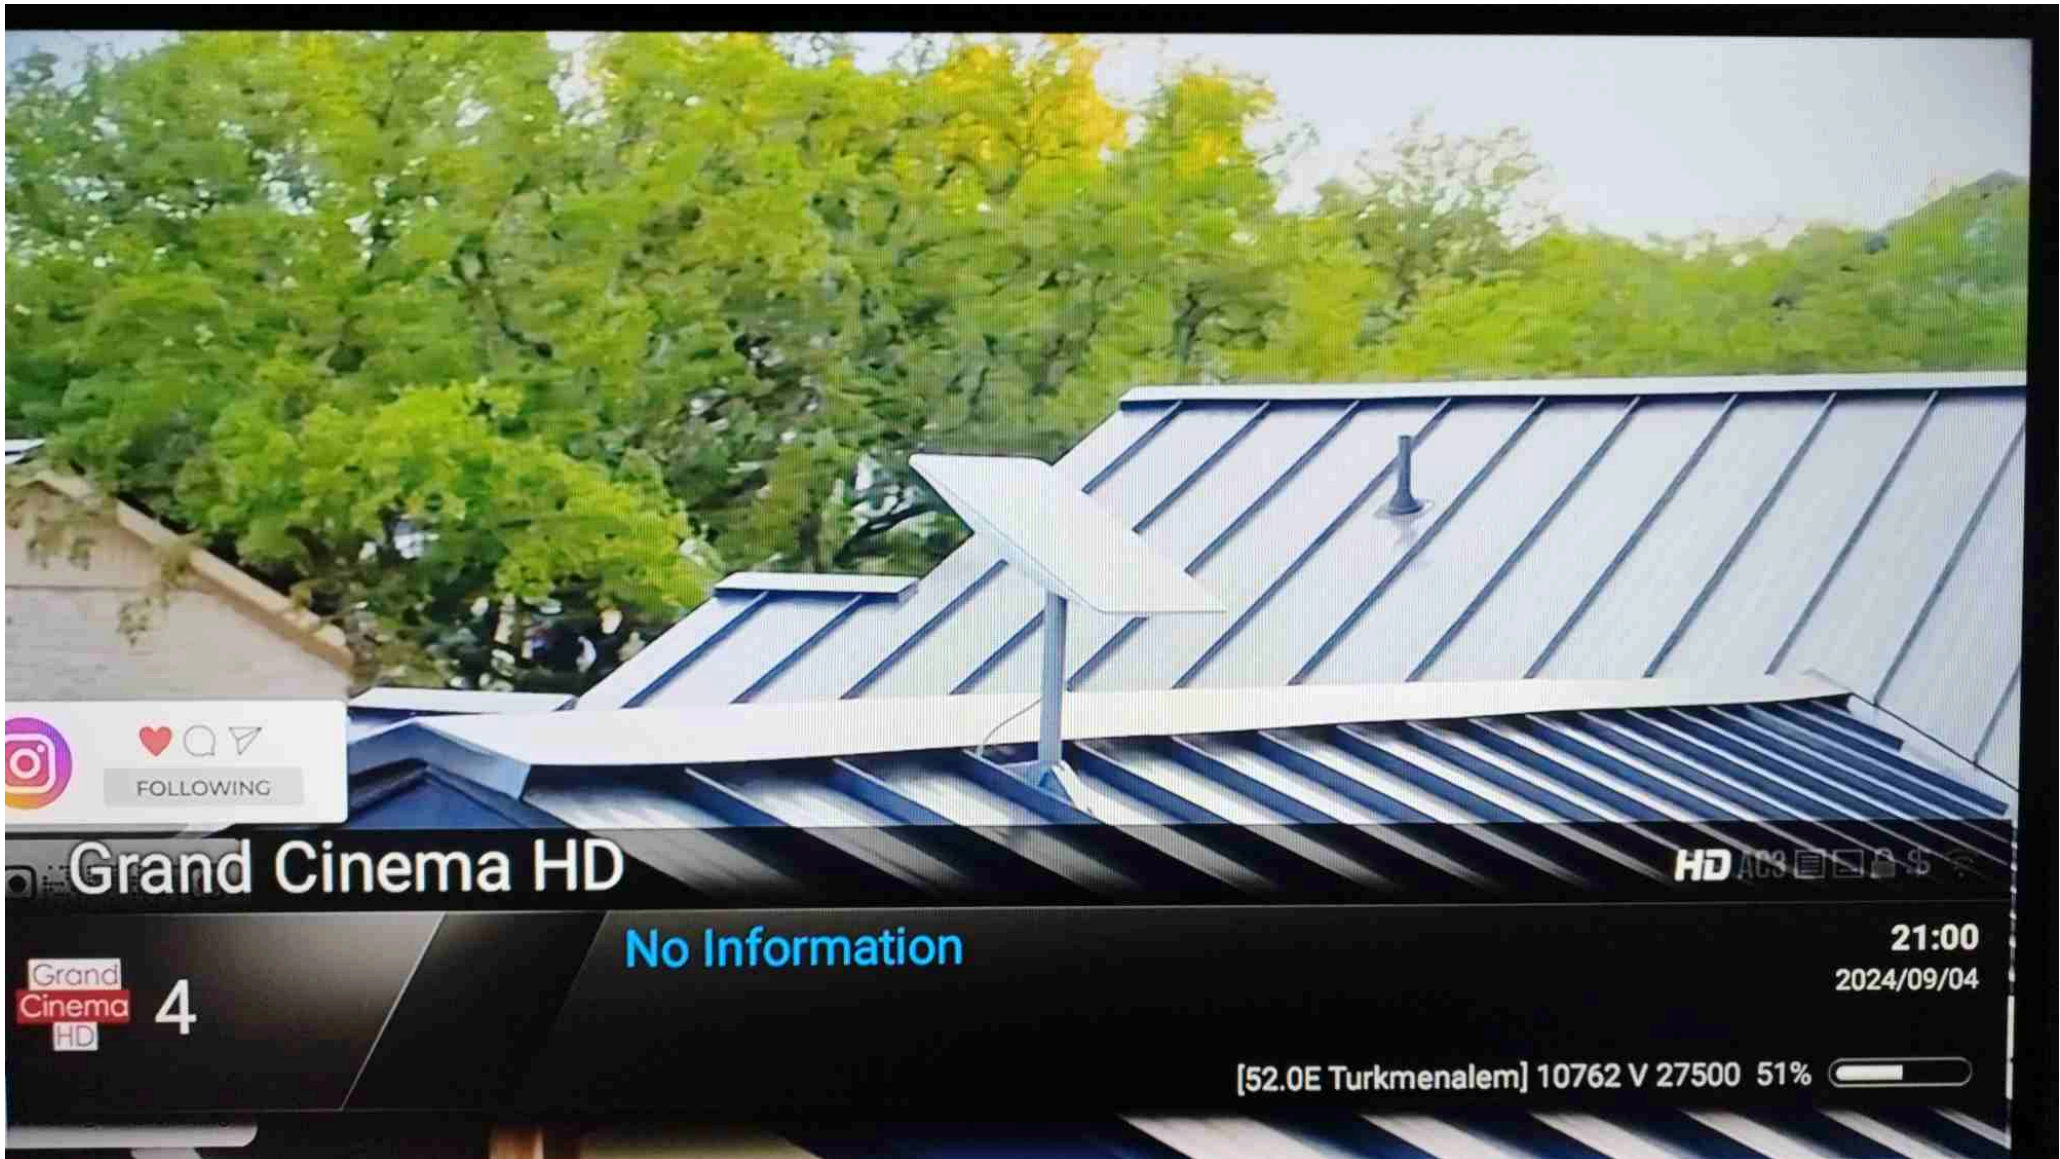 FOLLOWING
Grand Cinema HD
HD AC3
No Information
21:00
2024/09/04
Grand
Cinema
HD
4
[52.0E Turkmenalem] 10762 V 27500 51%